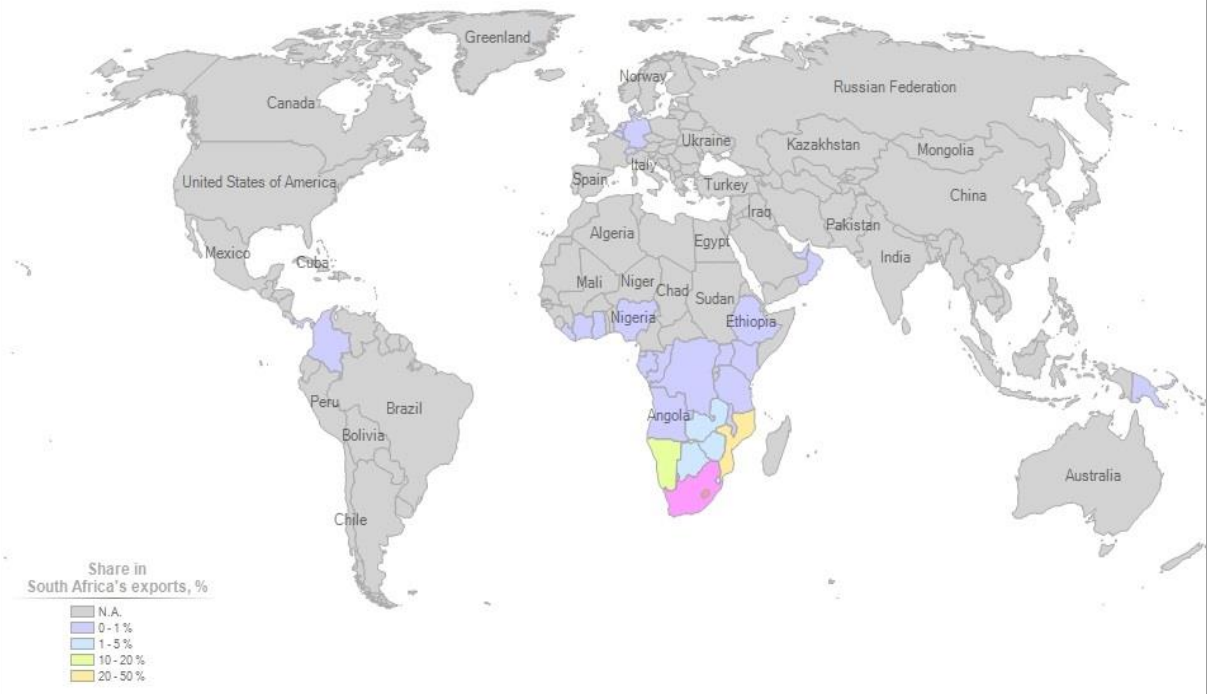 Greenland
Norway
Russian Federation
Canada
Ukraine
Kazakhstan
Mongolia
Italy
United States of America
Spain
Turkey
China
Iraq
Pakistan
Algeria
Egypt
Mexico
India
Cuba
Mali
Niger
Chad
Sudan
Nigeria
Ethiopia
Peru
Brazil
Angola
Bolivia
Australia
Chile
Share in
South Africa's exports, %
N.A.
0 - 1 %
1 - 5 %
10 - 20 %
20 - 50 %